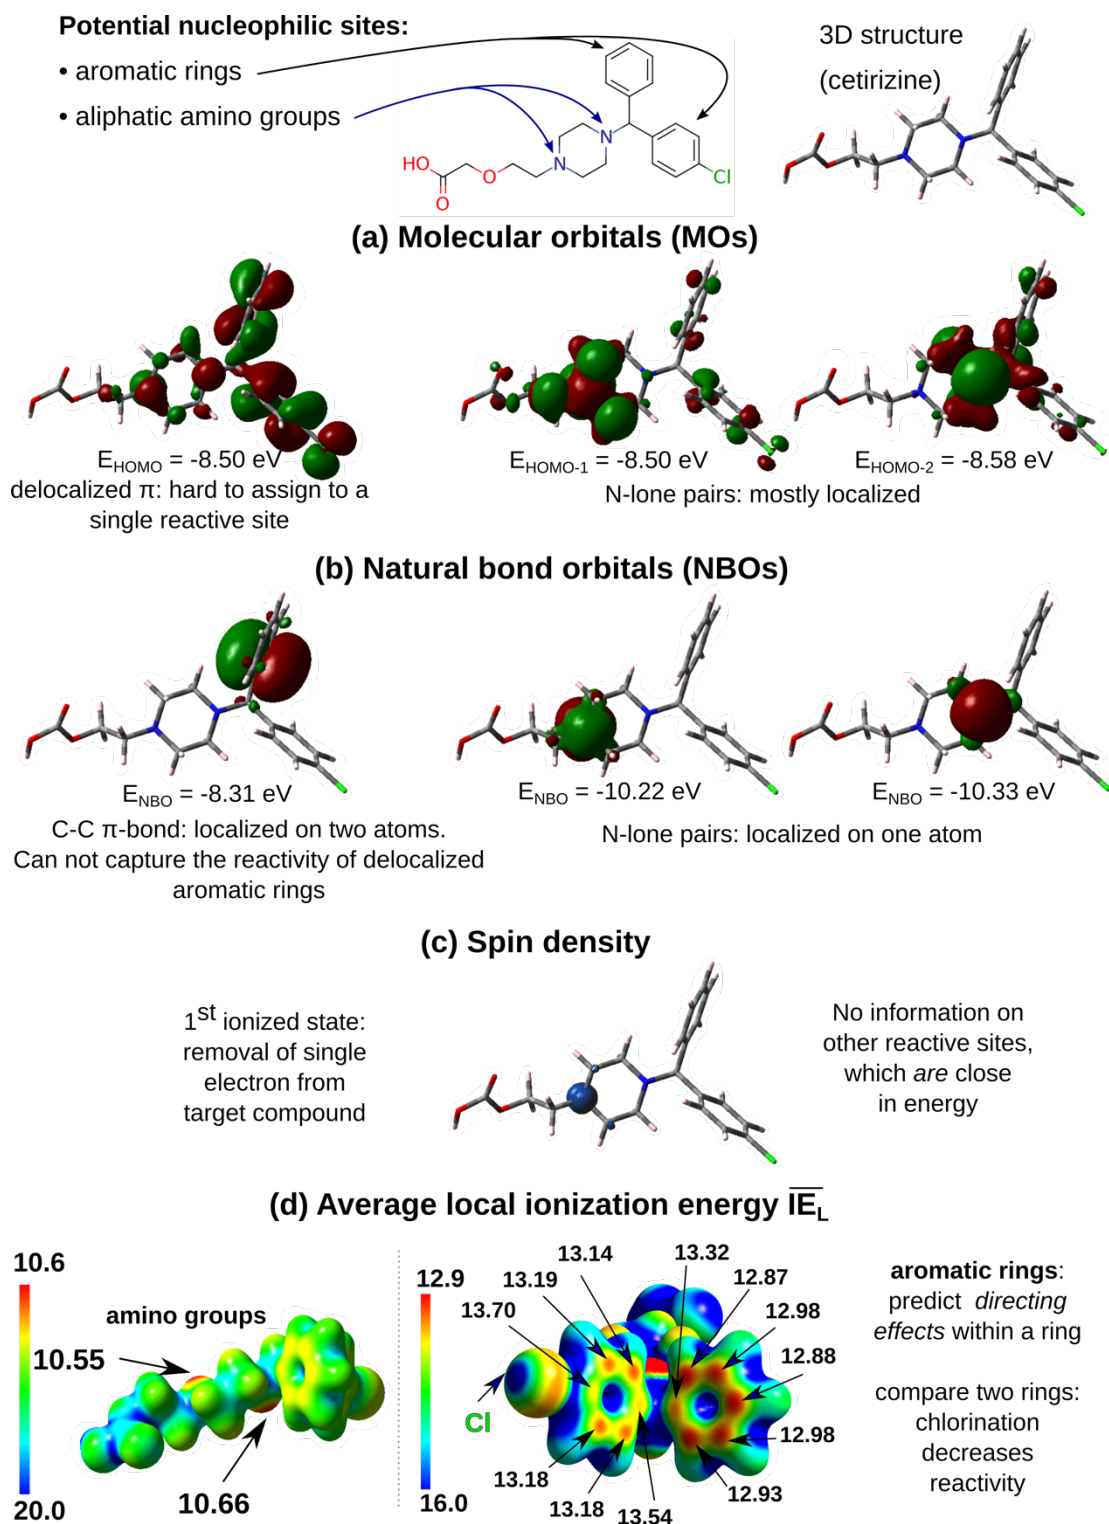 Potential nucleophilic sites:
• aromatic rings
• aliphatic amino groups
3D structure
(cetirizine)
N
N
HO
O
O
Cl
(a) Molecular orbitals (MOs)
E_HOMO = -8.50 eV
delocalized π: hard to assign to a
single reactive site
E_HOMO-1 = -8.50 eV
E_HOMO-2 = -8.58 eV
N-lone pairs: mostly localized
(b) Natural bond orbitals (NBOs)
E_NBO = -8.31 eV
C-C π-bond: localized on two atoms.
Can not capture the reactivity of delocalized
aromatic rings
E_NBO = -10.22 eV
E_NBO = -10.33 eV
N-lone pairs: localized on one atom
(c) Spin density
1st ionized state:
removal of single
electron from
target compound
No information on
other reactive sites,
which are close
in energy
(d) Average local ionization energy I̅E̅_L
10.6
amino groups
10.55
10.66
20.0
12.9
13.14
13.32
13.19
12.87
13.70
12.98
12.88
Cl
12.98
13.18
12.93
13.18
13.54
16.0
aromatic rings:
predict directing
effects within a ring
compare two rings:
chlorination
decreases
reactivity